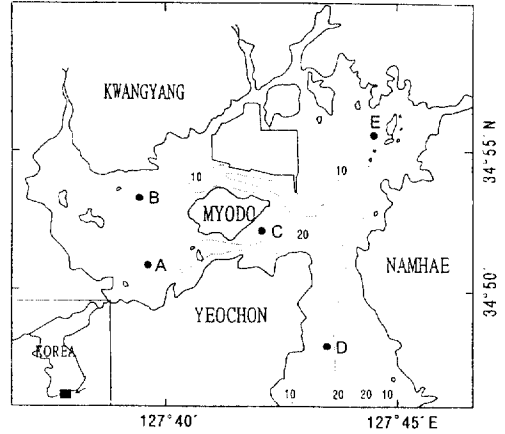 KWANGYANG
E
34°55' N
10
10
B
MYODO
C
20
NAMHAE
A
34°50'
YEOCHON
KOREA
D
10
20
20
10
127°40'
127°45' E